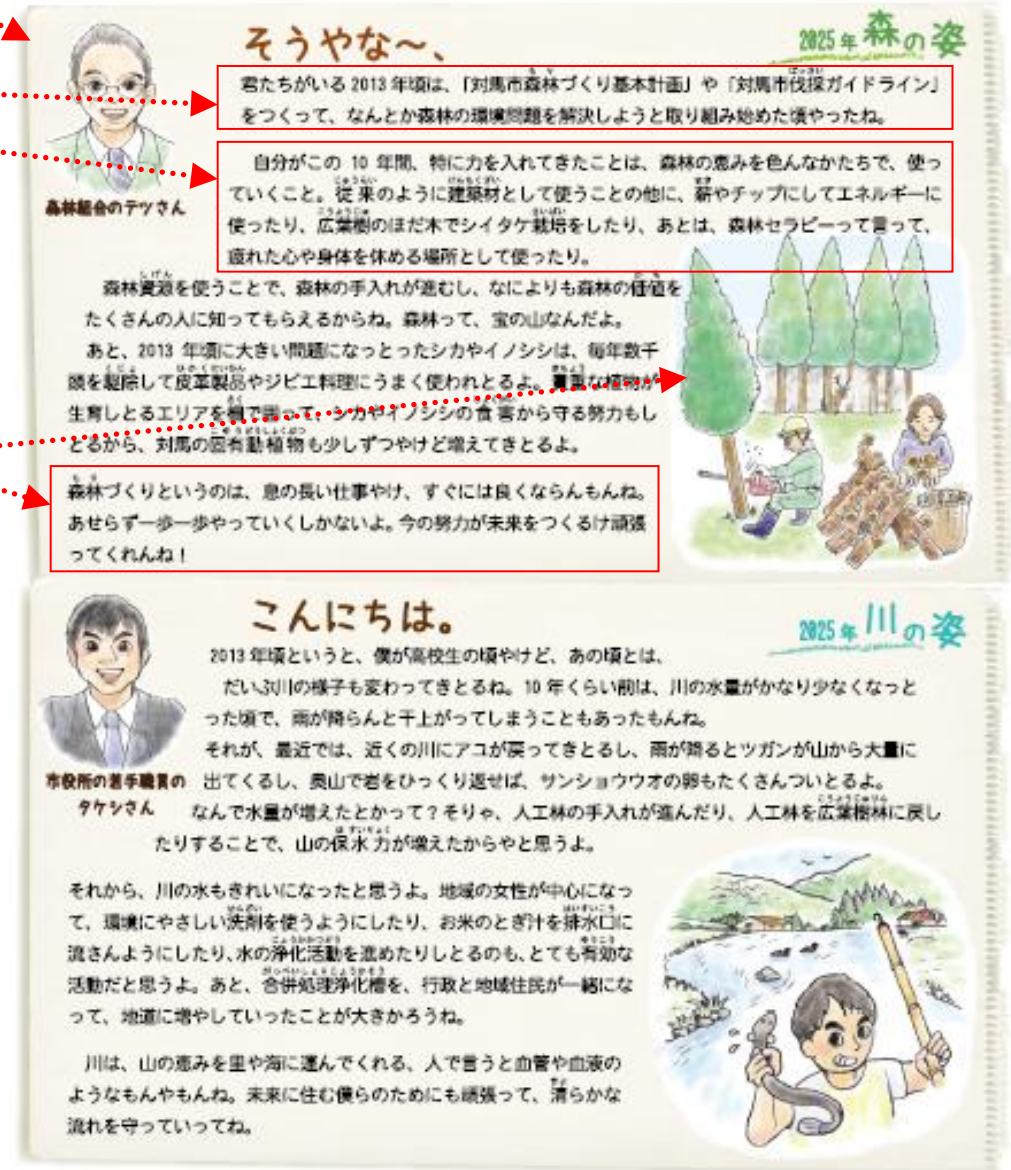 そうやな～、
2025年森の姿
君たちがいる2013年頃は、「対馬市森林づくり基本計画」や「対馬市伐採ガイドライン」
をつくって、なんとか森林の環境問題を解決しようと取り組み始めた頃やったね。
自分がこの10年間、特に力を入れてきたことは、森林の恵みを色んなかたちで、使っ
ていくこと。従来のように建築材として使うことの他に、薪やチップにしてエネルギーに
森林組合のテツさん
使ったり、広葉樹のほだ木でシイタケ栽培をしたり、あとは、森林セラピーって言って、
疲れた心や身体を休める場所として使ったり。
森林資源を使うことで、森林の手入れが進むし、なによりも森林の価値を
たくさんの人に知ってもらえるからね。森林って、宝の山なんだよ。
あと、2013年頃に大きい問題になっとったシカやイノシシは、毎年数千
頭を駆除して皮革製品やジビエ料理にうまく使われとるよ。貴重な植物が
生育しとるエリアを柵で囲って、シカやイノシシの食害から守る努力もし
とるから、対馬の固有動植物も少しずつやけど増えてきとるよ。
森林づくりというのは、息の長い仕事やけ、すぐには良くならんもんね。
あせらず一歩一歩やっていくしかないよ。今の努力が未来をつくるけ頑張
ってくれんね！
こんにちは。
2025年川の姿
2013年頃というと、僕が高校生の頃やけど、あの頃とは、
だいぶ川の様子も変わってきとるね。10年くらい前は、川の水量がかなり少なくなっと
った頃で、雨が降らんと干上がってしまうこともあったもんね。
それが、最近では、近くの川にアユが戻ってきとるし、雨が降るとツガンが山から大量に
市役所の若手職員の
タケシさん
出てくるし、奥山で岩をひっくり返せば、サンショウウオの卵もたくさんついとるよ。
なんで水量が増えたとかって？そりゃ、人工林の手入れが進んだり、人工林を広葉樹林に戻し
たりすることで、山の保水力が増えたからやと思うよ。
それから、川の水もきれいになったと思うよ。地域の女性が中心になっ
て、環境にやさしい洗剤を使うようにしたり、お米のとぎ汁を排水口に
流さんようにしたり、水の浄化活動を進めたりしとるのも、とても有効な
活動だと思うよ。あと、合併処理浄化槽を、行政と地域住民が一緒にな
って、地道に増やしていったことが大きかろうね。
川は、山の恵みを里や海に運んでくれる、人で言うと血管や血液の
ようなもんやもんね。未来に住む僕らのためにも頑張って、清らかな
流れを守っていってね。